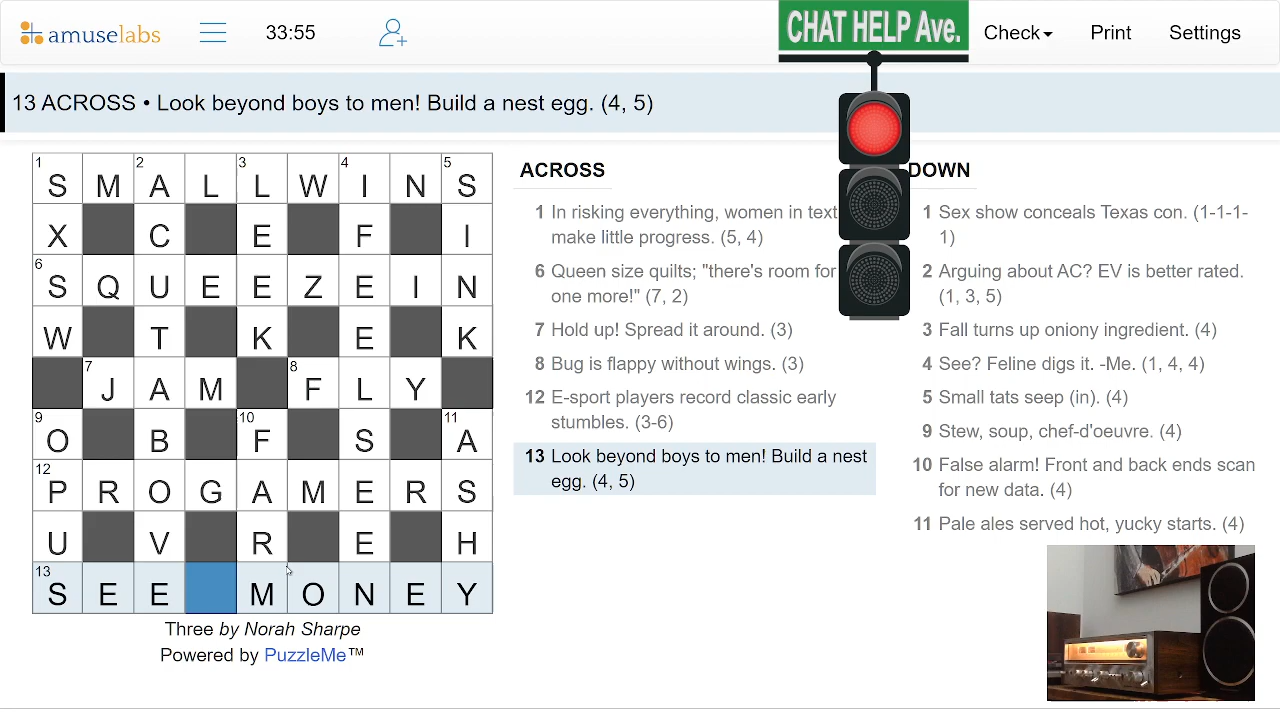 amuselabs
33:55
CHAT HELP Ave.
Check
Print
Settings
13 ACROSS • Look beyond boys to men! Build a nest egg. (4, 5)
1 2 3 4 5
S M A L L W I N S
X C E F I
6
S Q U E E Z E I N
W T K E K
7 8
J A M F L Y
9 10 11
O B F S A
12
P R O G A M E R S
U V R E H
13
S E E M O N E Y
Three by Norah Sharpe
Powered by PuzzleMe™
ACROSS
1 In risking everything, women in text
make little progress. (5, 4)
6 Queen size quilts; "there's room for
one more!" (7, 2)
7 Hold up! Spread it around. (3)
8 Bug is flappy without wings. (3)
12 E-sport players record classic early
stumbles. (3-6)
13 Look beyond boys to men! Build a nest
egg. (4, 5)
DOWN
1 Sex show conceals Texas con. (1-1-1-
1)
2 Arguing about AC? EV is better rated.
(1, 3, 5)
3 Fall turns up oniony ingredient. (4)
4 See? Feline digs it. -Me. (1, 4, 4)
5 Small tats seep (in). (4)
9 Stew, soup, chef-d'oeuvre. (4)
10 False alarm! Front and back ends scan
for new data. (4)
11 Pale ales served hot, yucky starts. (4)